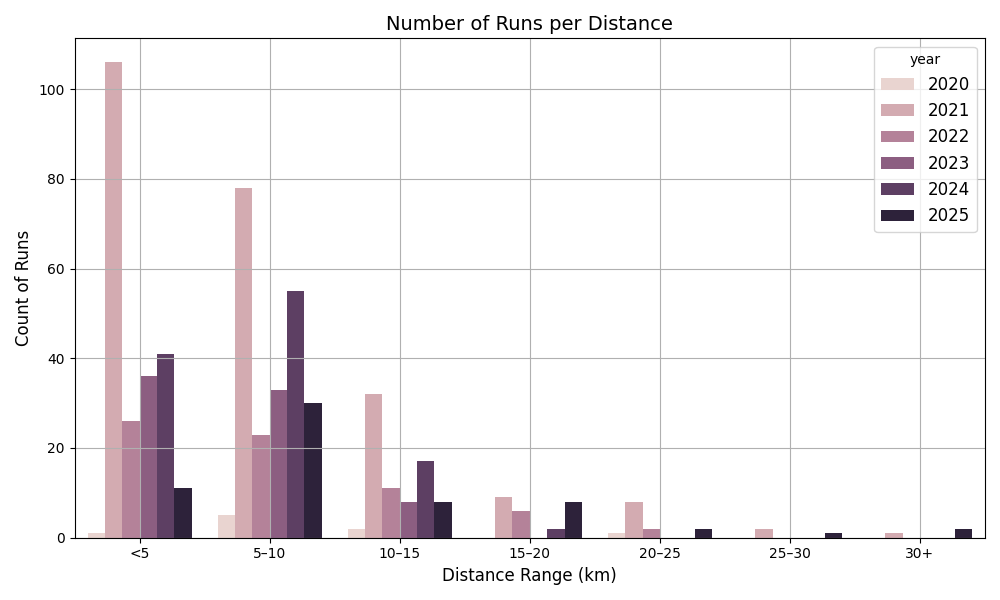 Number of Runs per Distance
Count of Runs
100
80
60
40
20
0
year
2020
2021
2022
2023
2024
2025
<5 5–10 10–15 15–20 20–25 25–30 30+
Distance Range (km)